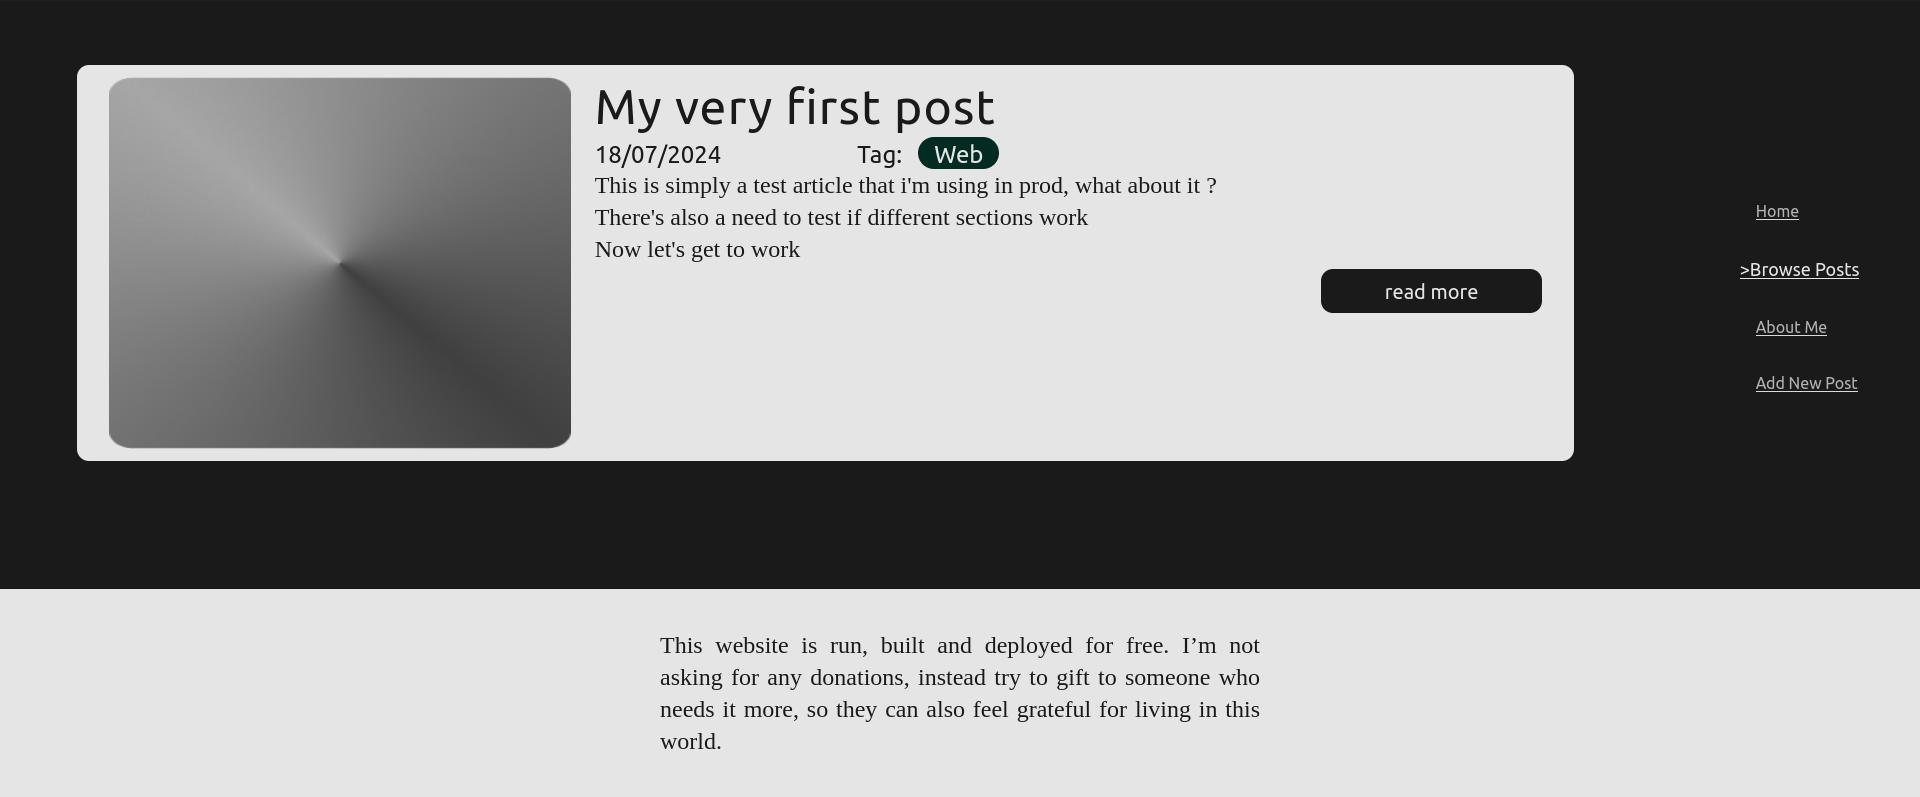 My very first post
18/07/2024 Tag: Web
This is simply a test article that i'm using in prod, what about it ?
There's also a need to test if different sections work
Now let's get to work
read more
Home
>Browse Posts
About Me
Add New Post
This website is run, built and deployed for free. I’m not
asking for any donations, instead try to gift to someone who
needs it more, so they can also feel grateful for living in this
world.